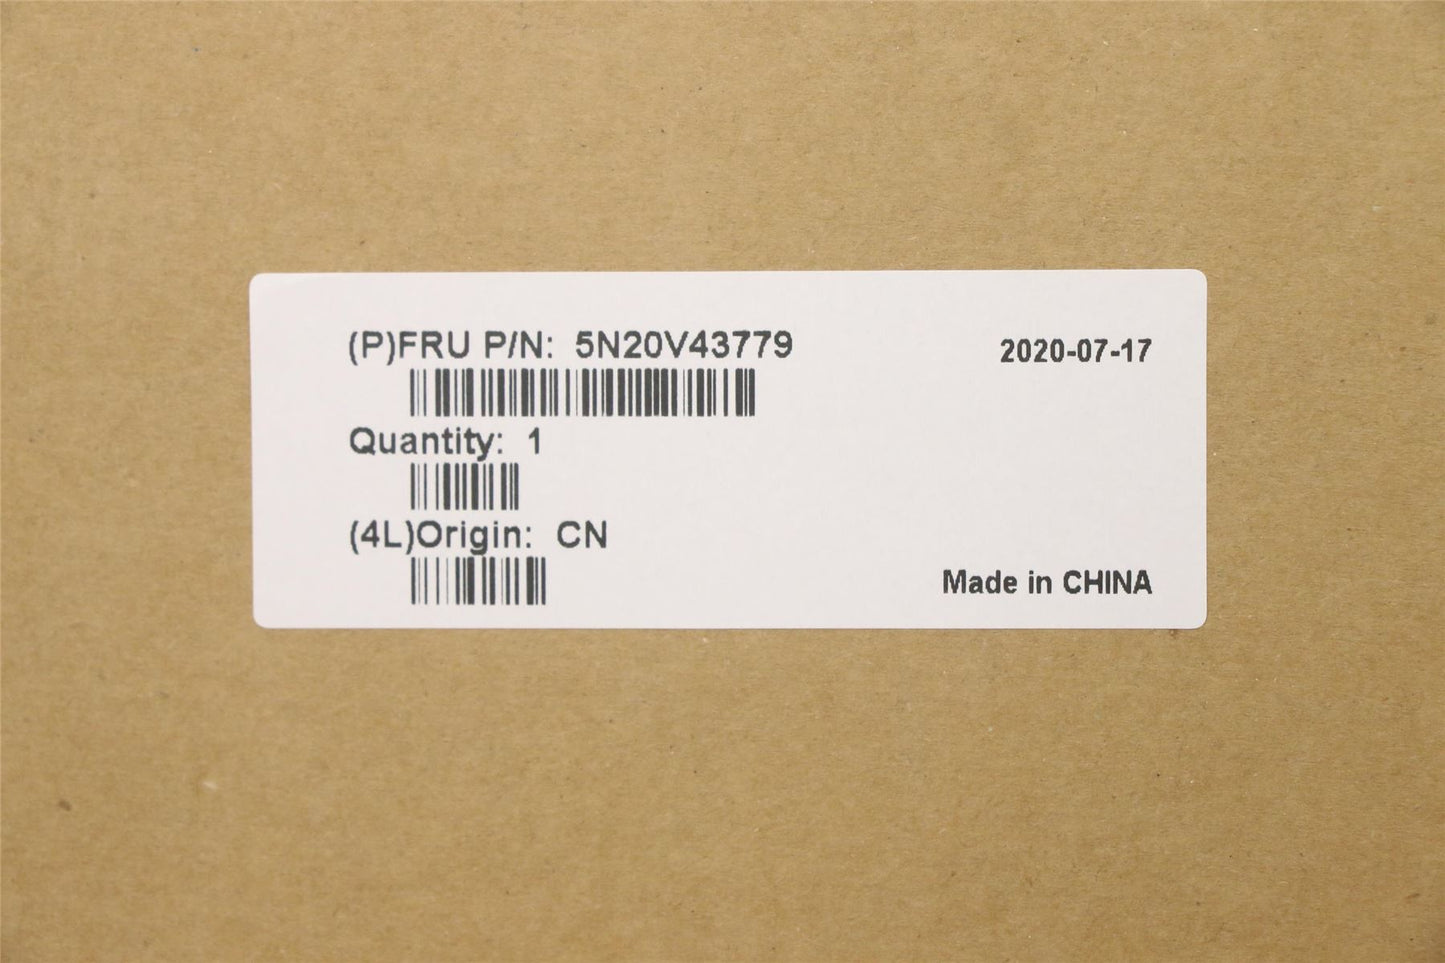 (P)FRU P/N: 5N20V43779
2020-07-17
Quantity: 1
(4L)Origin: CN
Made in CHINA